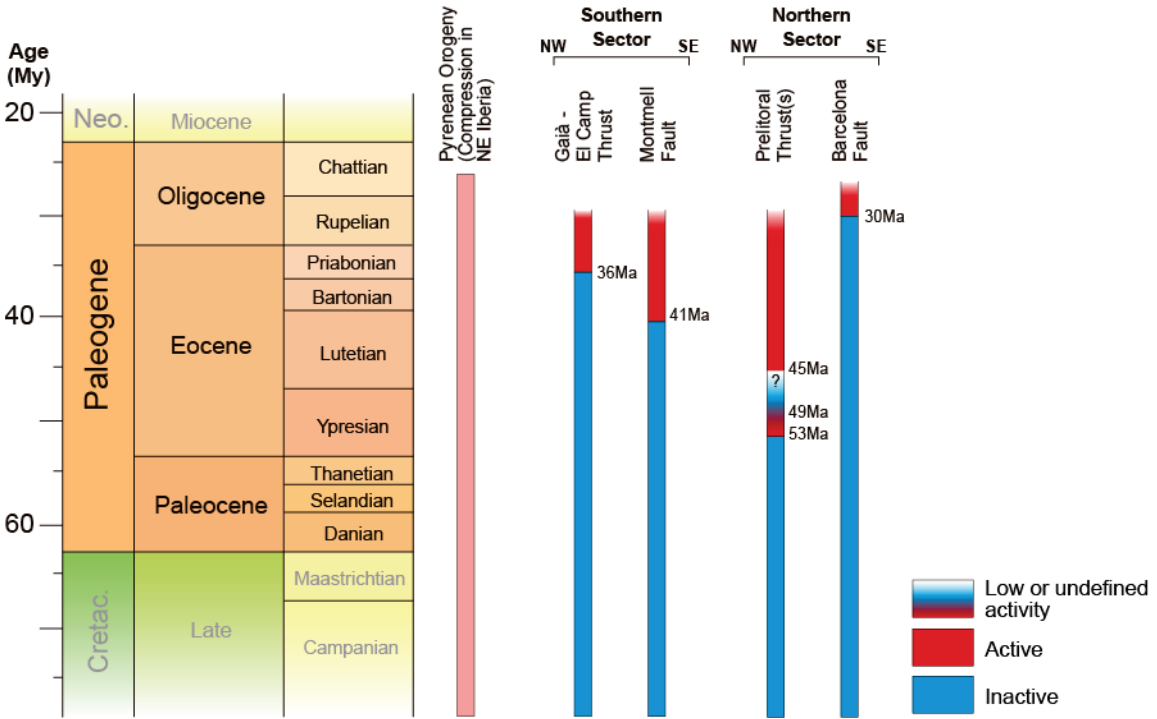 Age
(My)
20
40
60
Neo.
Paleogene
Cretac.
Miocene
Oligocene
Eocene
Paleocene
Late
Chattian
Rupelian
Priabonian
Bartonian
Lutetian
Ypresian
Thanetian
Selandian
Danian
Maastrichtian
Campanian
Pyrenean Orogeny
(Compression in
NE Iberia)
Southern
Sector
NW
SE
Gaià -
El Camp
Thrust
Montmell
Fault
36Ma
41Ma
Northern
Sector
NW
SE
Prelitoral
Thrust(s)
Barcelona
Fault
30Ma
45Ma
?
49Ma
53Ma
Low or undefined
activity
Active
Inactive